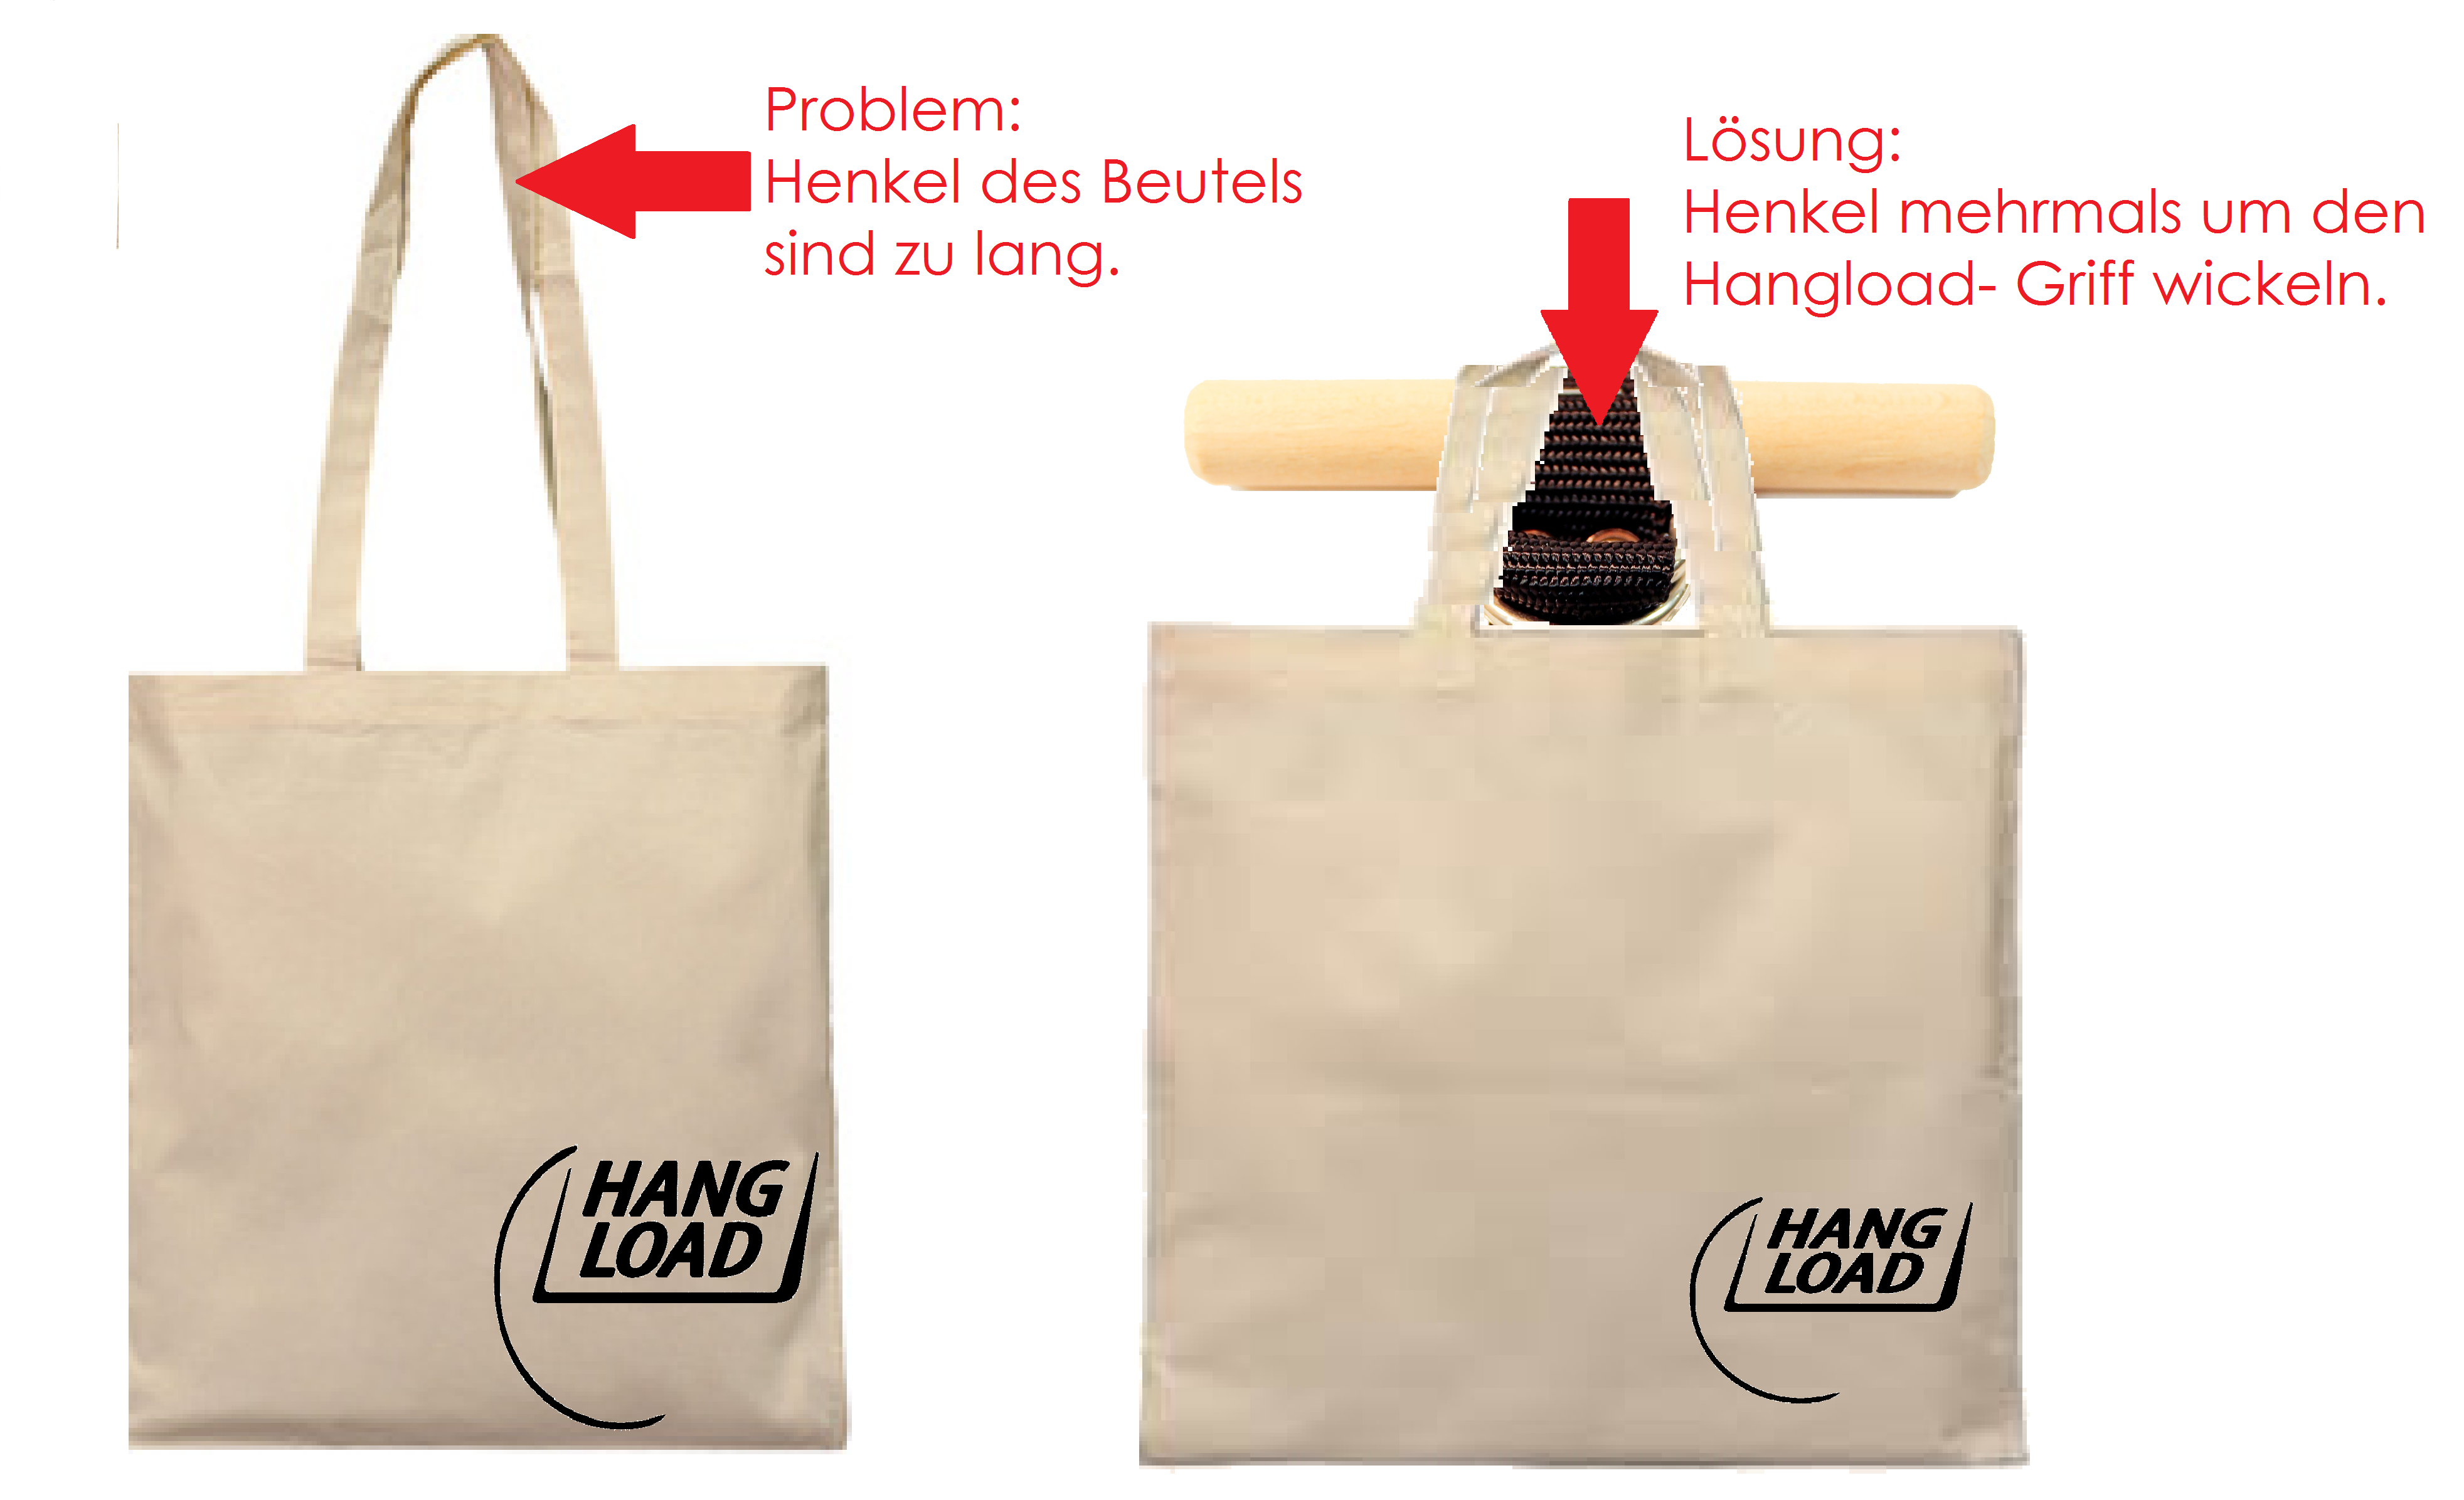 Problem:
Henkel des Beutels
sind zu lang.
Lösung:
Henkel mehrmals um den
Hangload- Griff wickeln.
HANG
LOAD
HANG
LOAD